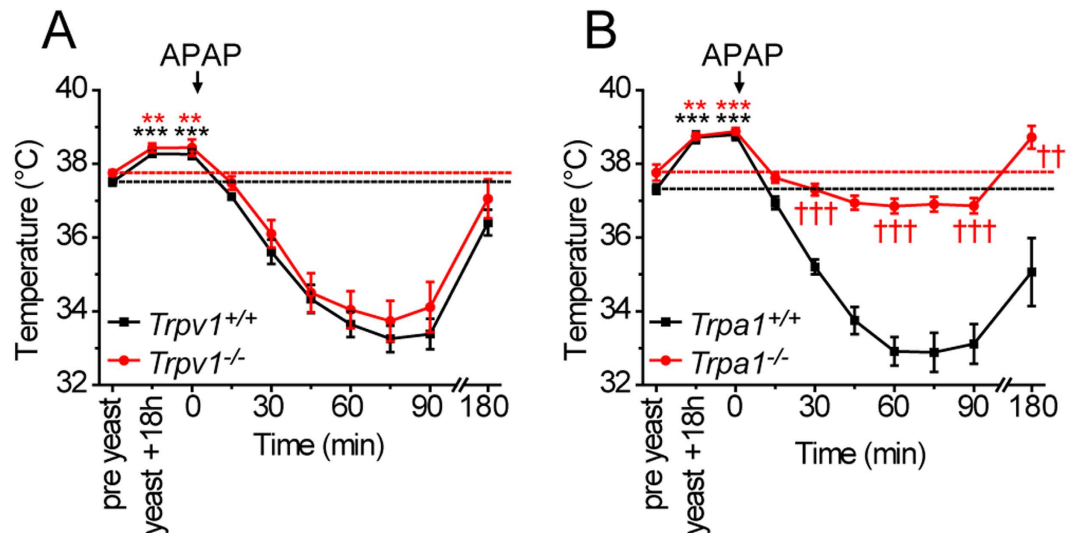 A
APAP
** **
*** ***
Temperature (°C)
40
38
36
34
32
Trpv1+/+
Trpv1-/-
pre yeast
yeast +18h
0
30
60
90
180
Time (min)
B
APAP
** ***
*** ***
††
†††
†††
†††
Temperature (°C)
40
38
36
34
32
Trpa1+/+
Trpa1-/-
pre yeast
yeast +18h
0
30
60
90
180
Time (min)